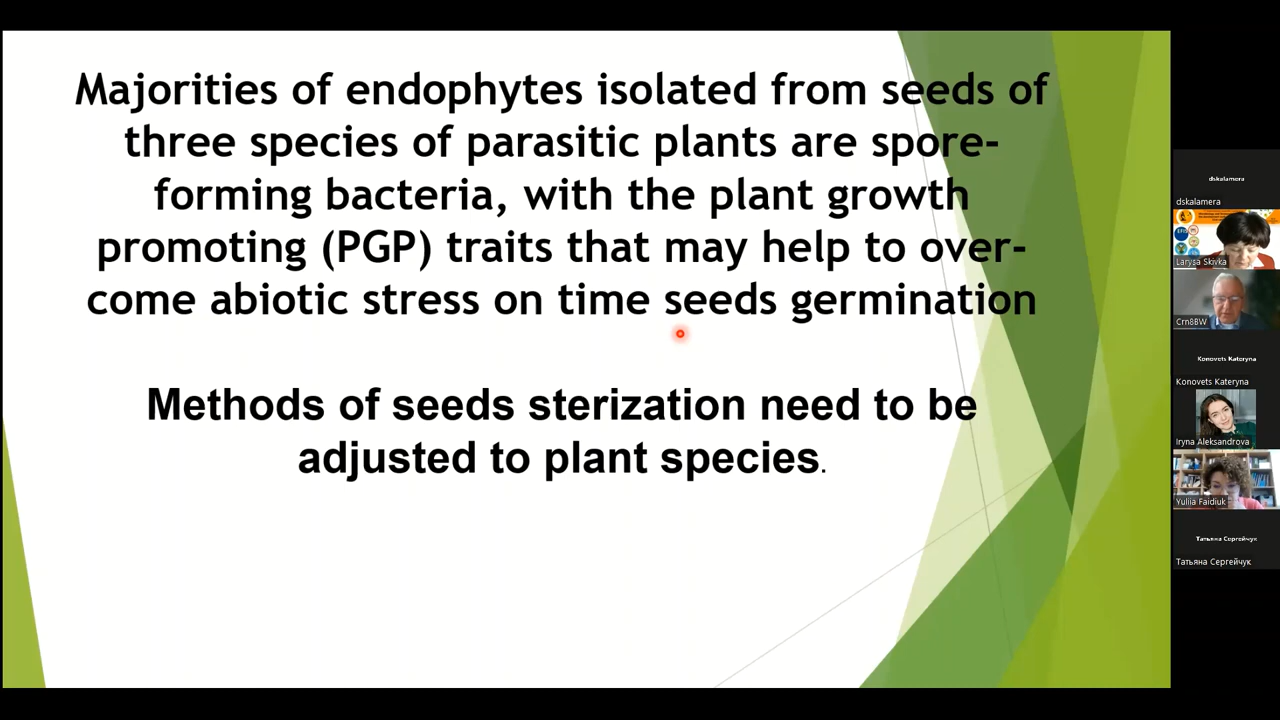 Majorities of endophytes isolated from seeds of
three species of parasitic plants are spore-
forming bacteria, with the plant growth
promoting (PGP) traits that may help to over-
come abiotic stress on time seeds germination
Methods of seeds sterization need to be
adjusted to plant species.
dskalamera
dskalamera
Larysa Skivka
Crn8BW
Konovets Kateryna
Konovets Kateryna
Iryna Aleksandrova
Yuliia Faidiuk
Татьяна Сергейчук
Татьяна Сергейчук